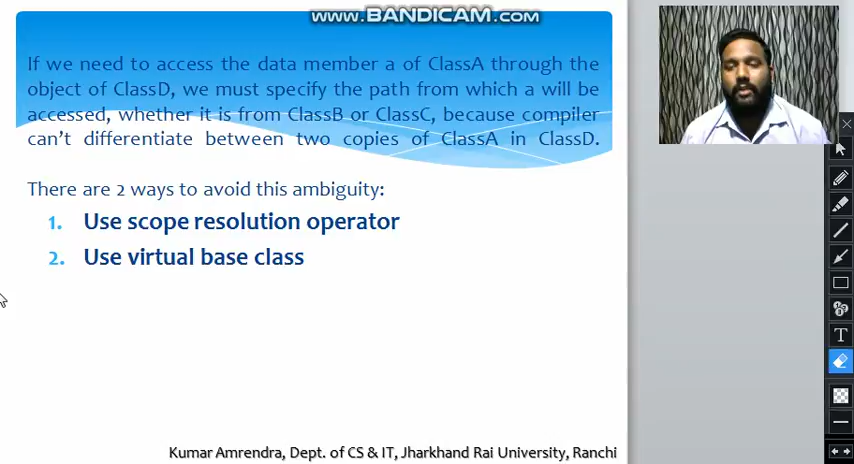 www.BANDICAM.com
If we need to access the data member a of ClassA through the
object of ClassD, we must specify the path from which a will be
accessed, whether it is from ClassB or ClassC, because compiler
can't differentiate between two copies of ClassA in ClassD.
There are 2 ways to avoid this ambiguity:
1. Use scope resolution operator
2. Use virtual base class
Kumar Amrendra, Dept. of CS & IT, Jharkhand Rai University, Ranchi